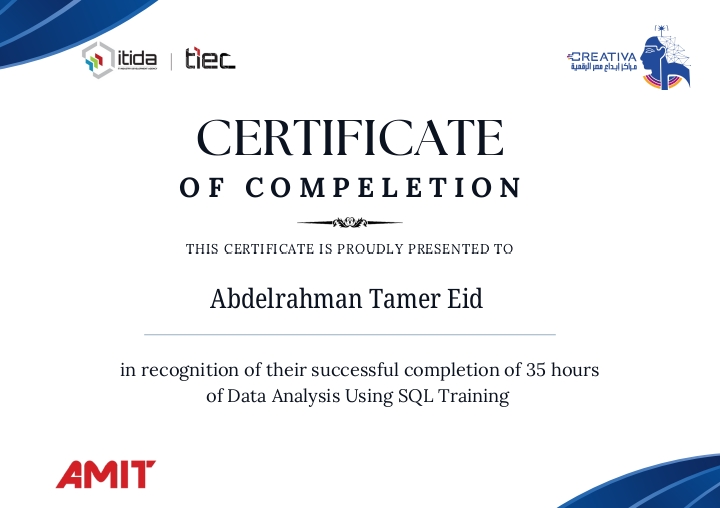 itida
tiec
CREATIVA
مراكز إبداع مصر الرقمية
CERTIFICATE
OF COMPELETION
THIS CERTIFICATE IS PROUDLY PRESENTED TO
Abdelrahman Tamer Eid
in recognition of their successful completion of 35 hours
of Data Analysis Using SQL Training
AMIT